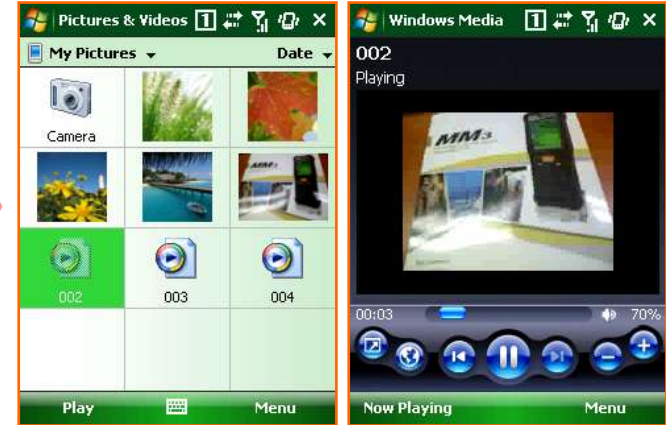 Pictures & Videos 1
My Pictures Date
Camera
002 003 004
Play Menu
Windows Media 1
002
Playing
MM3
00:03 70%
Now Playing Menu